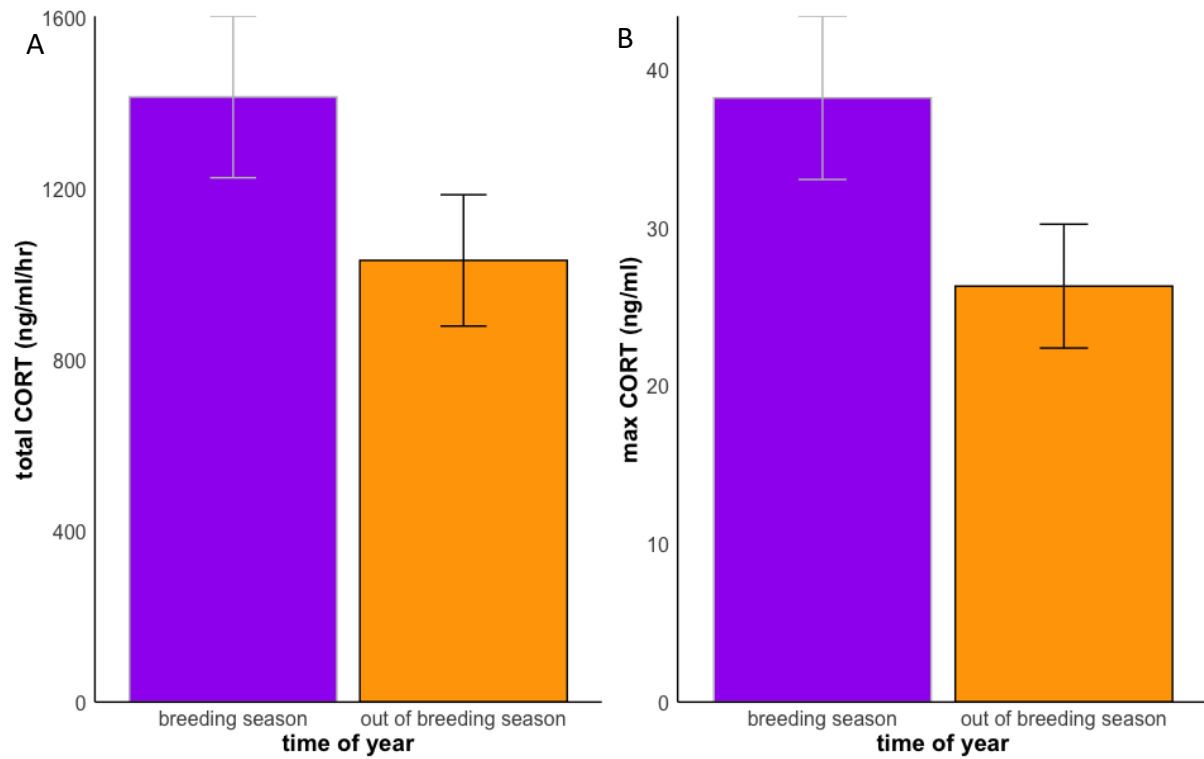 A
total CORT (ng/ml/hr)
1600
1200
800
400
0
breeding season
out of breeding season
time of year
B
max CORT (ng/ml)
40
30
20
10
0
breeding season
out of breeding season
time of year